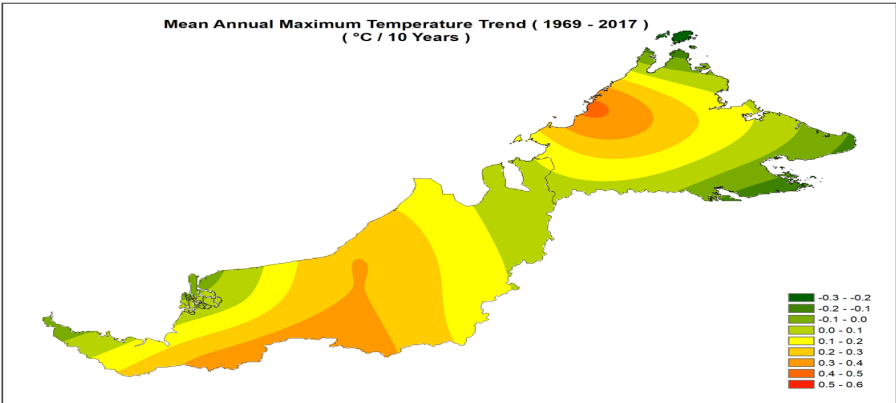 Mean Annual Maximum Temperature Trend ( 1969 - 2017 )
( °C / 10 Years )
-0.3 - -0.2
-0.2 - -0.1
-0.1 - 0.0
0.0 - 0.1
0.1 - 0.2
0.2 - 0.3
0.3 - 0.4
0.4 - 0.5
0.5 - 0.6